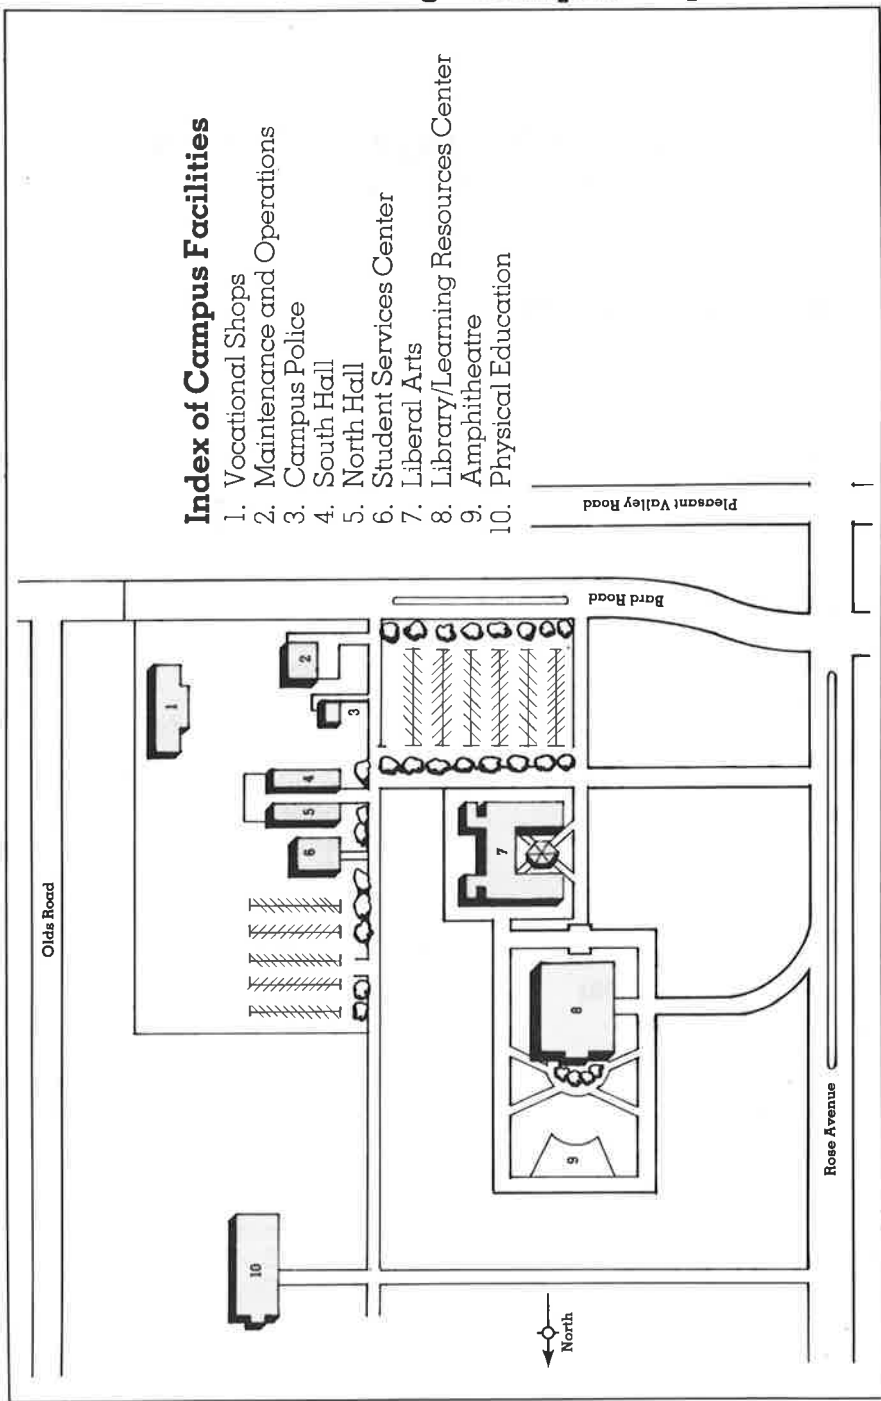 Index of Campus Facilities
1. Vocational Shops
2. Maintenance and Operations
3. Campus Police
4. South Hall
5. North Hall
6. Student Services Center
7. Liberal Arts
8. Library/Learning Resources Center
9. Amphitheatre
10. Physical Education
Olds Road
Pleasant Valley Road
Bard Road
Rose Avenue
North
1
2
3
4
5
6
7
8
9
10